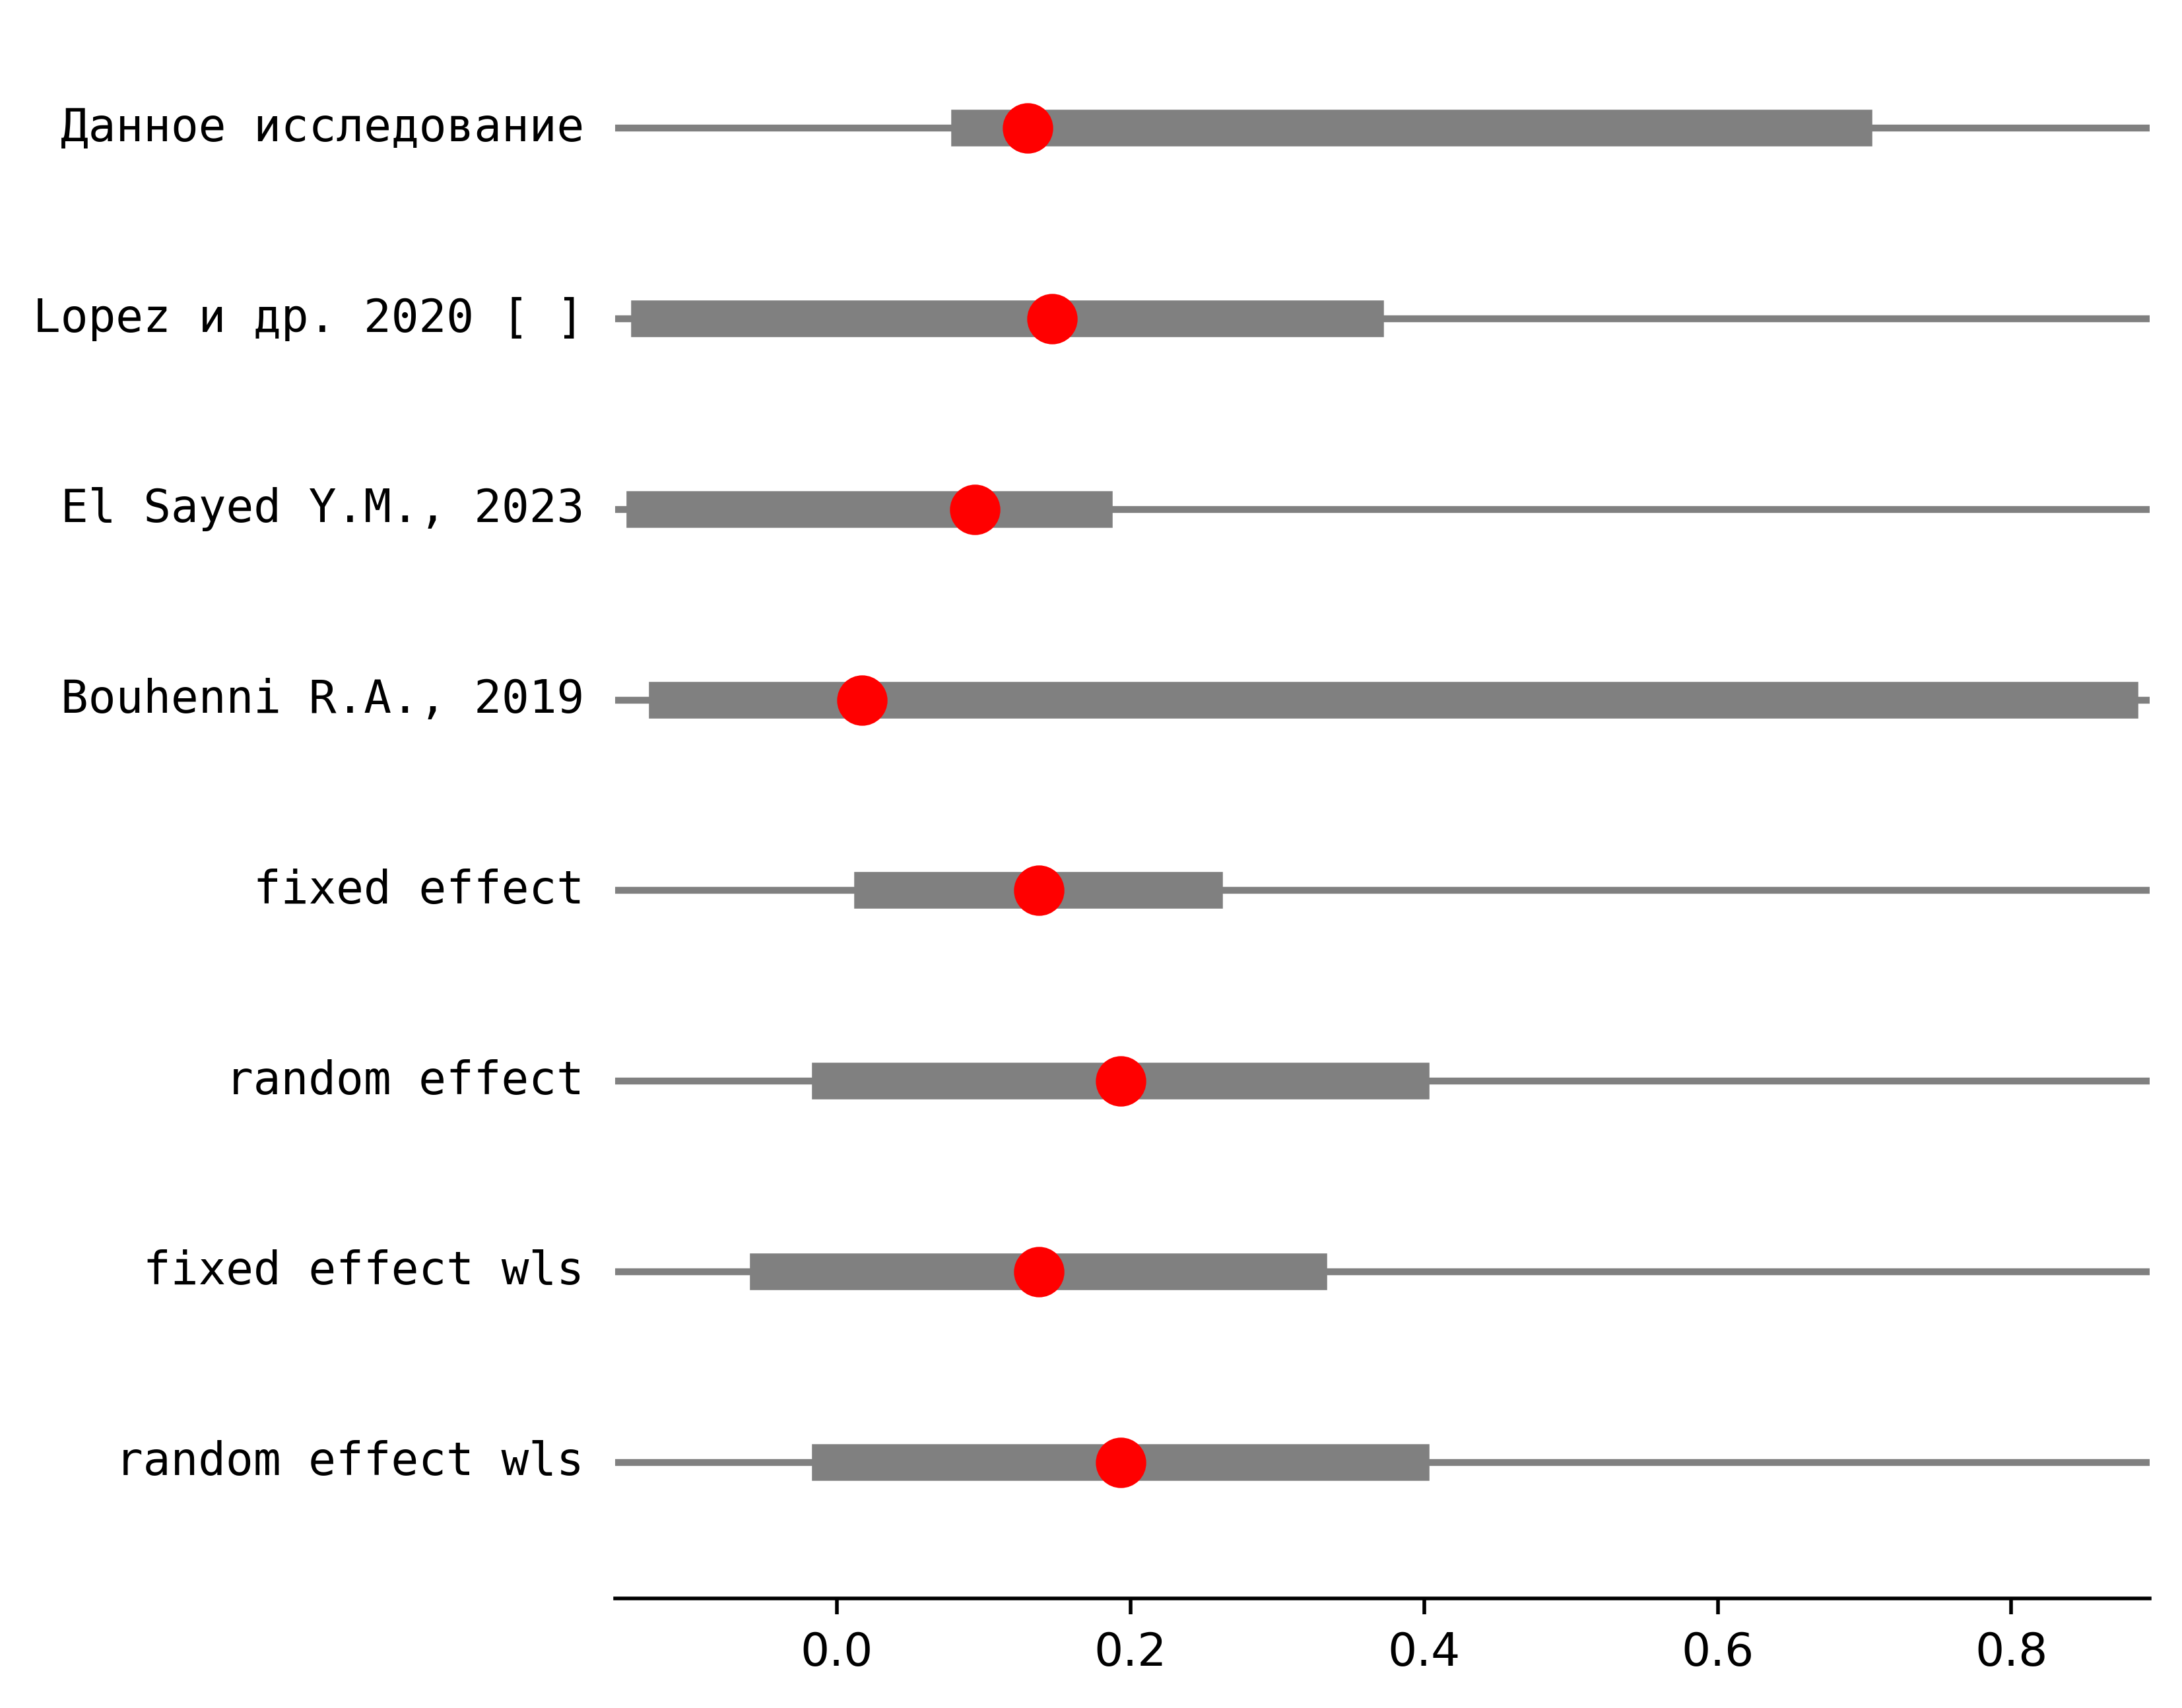 Данное исследование
Lopez и др. 2020 [ ]
El Sayed Y.M., 2023
Bouhenni R.A., 2019
fixed effect
random effect
fixed effect wls
random effect wls
0.0 0.2 0.4 0.6 0.8